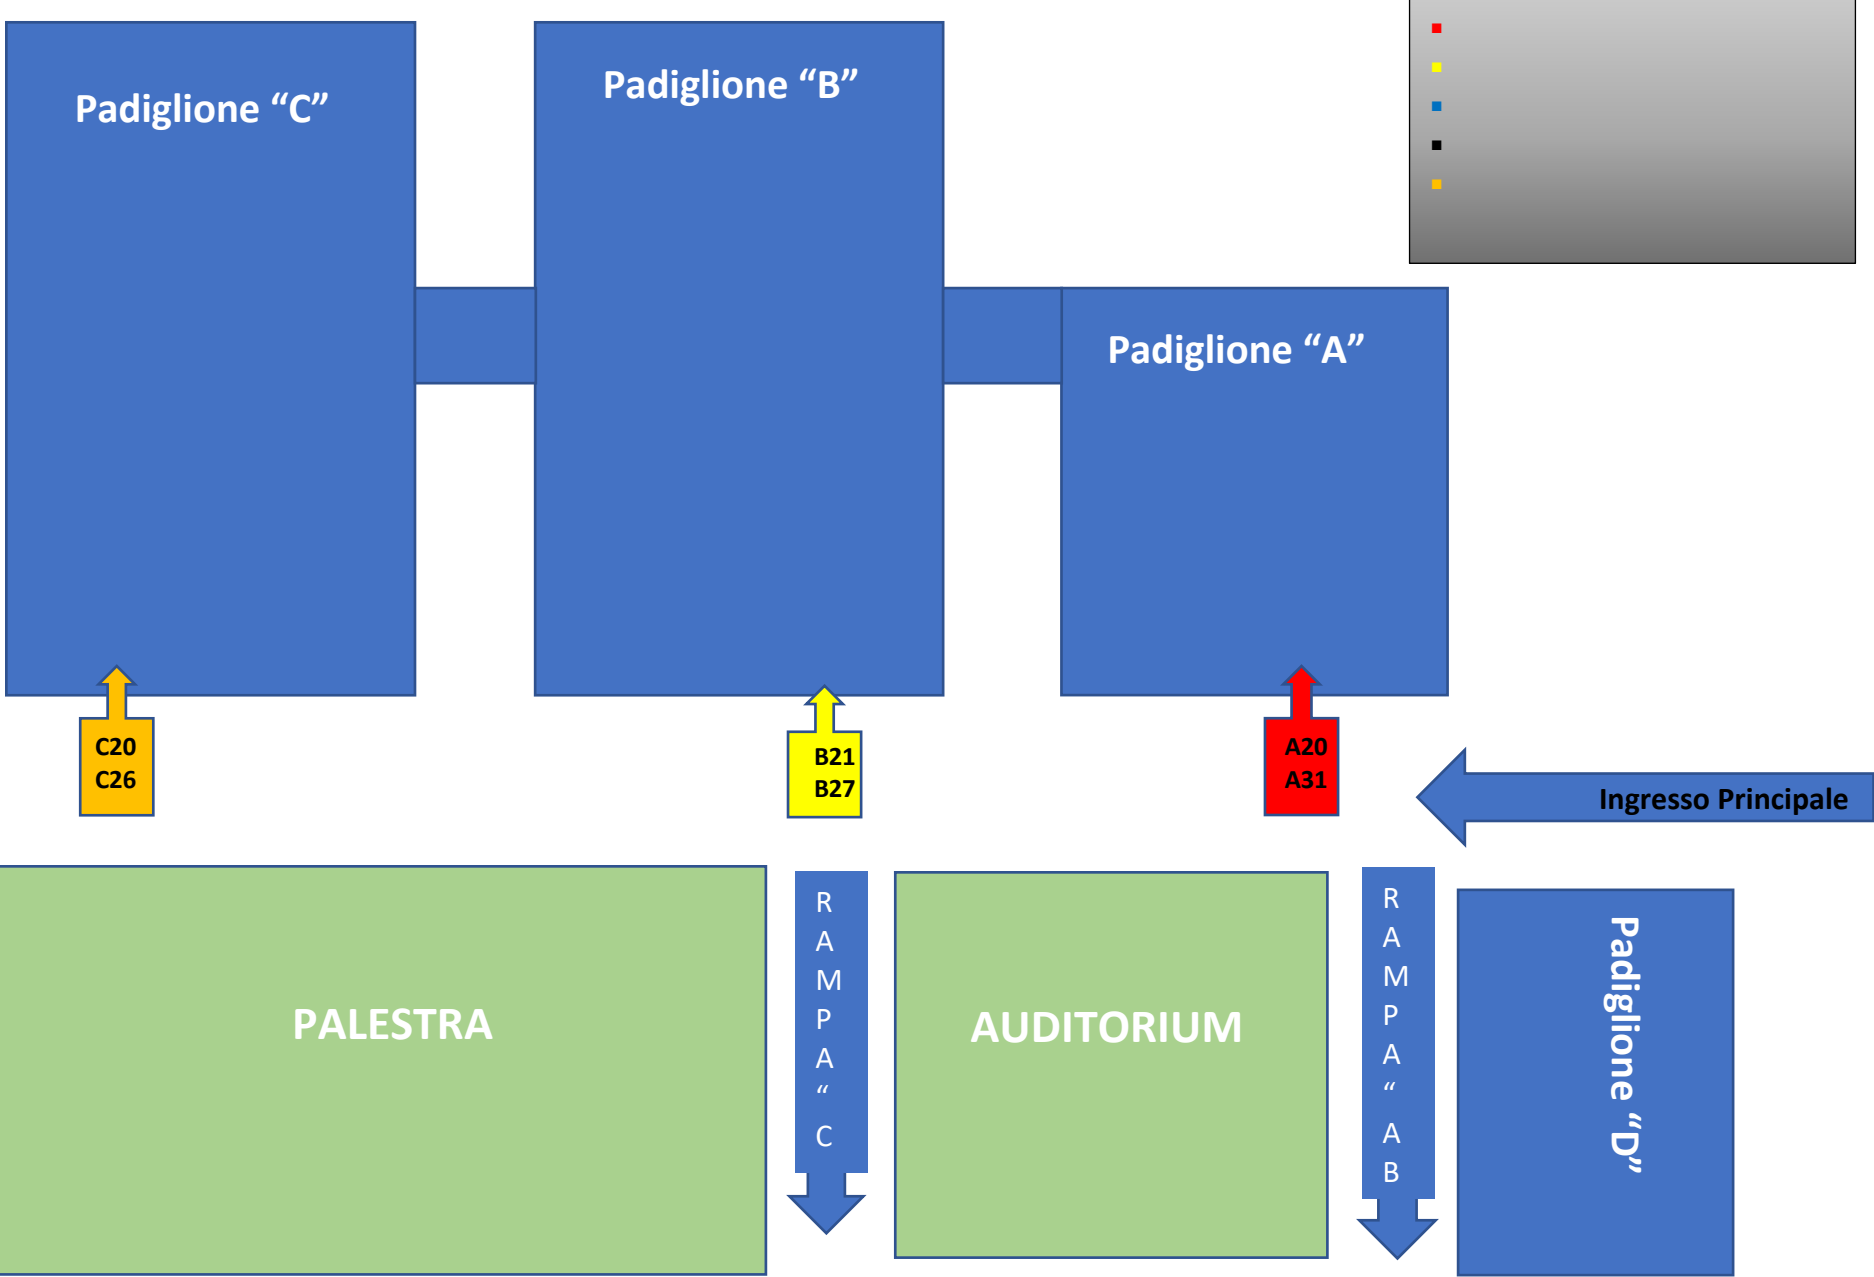 Padiglione “C”
Padiglione “B”
Padiglione “A”
C20
C26
B21
B27
A20
A31
Ingresso Principale
PALESTRA
R
A
M
P
A
“
C
AUDITORIUM
R
A
M
P
A
“
A
B
Padiglione “D”